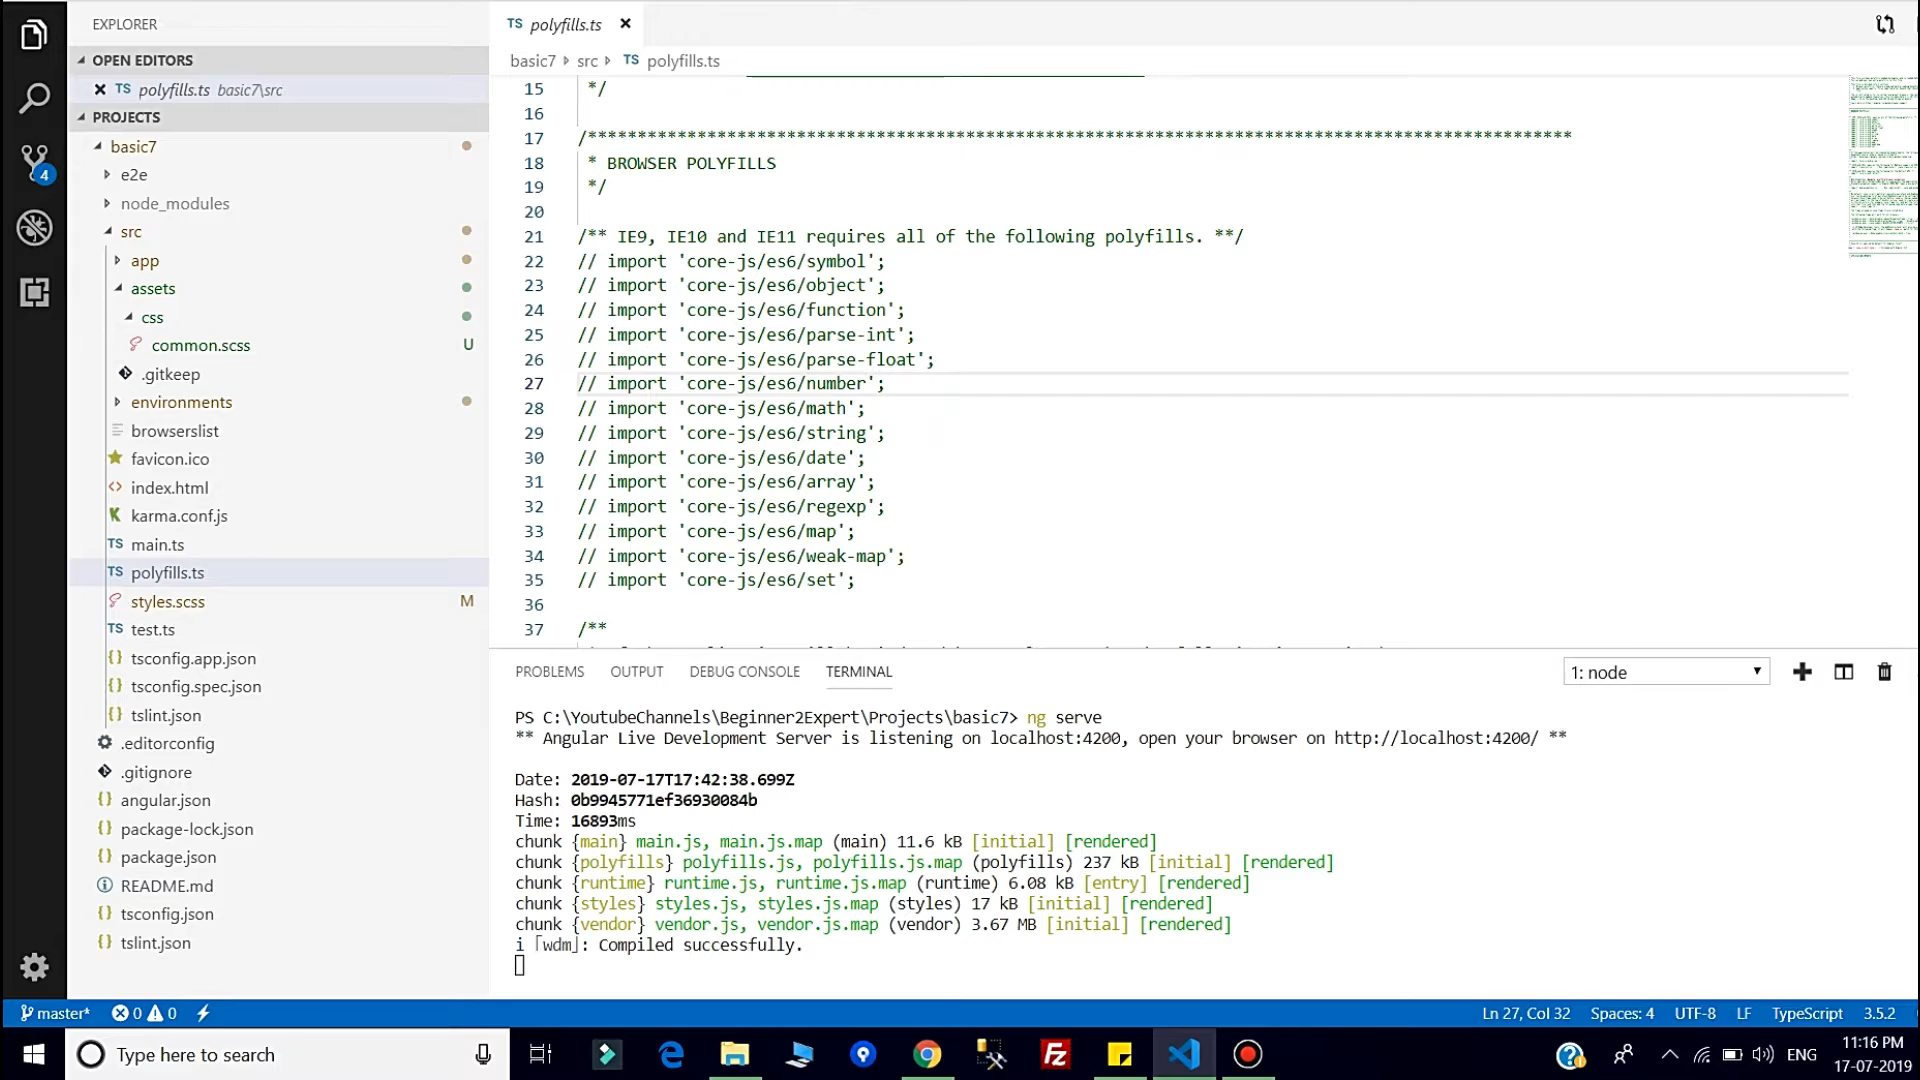 EXPLORER
OPEN EDITORS
TS polyfills.ts basic7\src
PROJECTS
basic7
e2e
node_modules
src
app
assets
css
common.scss U
.gitkeep
environments
browserslist
favicon.ico
index.html
karma.conf.js
TS main.ts
TS polyfills.ts
styles.scss M
TS test.ts
{} tsconfig.app.json
{} tsconfig.spec.json
{} tslint.json
.editorconfig
.gitignore
{} angular.json
{} package-lock.json
{} package.json
README.md
{} tsconfig.json
{} tslint.json
4
TS polyfills.ts
basic7 src TS polyfills.ts
15 */
16
17 /****************************************************************************************************
18 * BROWSER POLYFILLS
19 */
20
21 /** IE9, IE10 and IE11 requires all of the following polyfills. **/
22 // import 'core-js/es6/symbol';
23 // import 'core-js/es6/object';
24 // import 'core-js/es6/function';
25 // import 'core-js/es6/parse-int';
26 // import 'core-js/es6/parse-float';
27 // import 'core-js/es6/number';
28 // import 'core-js/es6/math';
29 // import 'core-js/es6/string';
30 // import 'core-js/es6/date';
31 // import 'core-js/es6/array';
32 // import 'core-js/es6/regexp';
33 // import 'core-js/es6/map';
34 // import 'core-js/es6/weak-map';
35 // import 'core-js/es6/set';
36
37 /**
PROBLEMS OUTPUT DEBUG CONSOLE TERMINAL 1: node
PS C:\YoutubeChannels\Beginner2Expert\Projects\basic7> ng serve
** Angular Live Development Server is listening on localhost:4200, open your browser on http://localhost:4200/ **
Date: 2019-07-17T17:42:38.699Z
Hash: 0b9945771ef36930084b
Time: 16893ms
chunk {main} main.js, main.js.map (main) 11.6 kB [initial] [rendered]
chunk {polyfills} polyfills.js, polyfills.js.map (polyfills) 237 kB [initial] [rendered]
chunk {runtime} runtime.js, runtime.js.map (runtime) 6.08 kB [entry] [rendered]
chunk {styles} styles.js, styles.js.map (styles) 17 kB [initial] [rendered]
chunk {vendor} vendor.js, vendor.js.map (vendor) 3.67 MB [initial] [rendered]
i ｢wdm｣: Compiled successfully.
master* 0 0 Ln 27, Col 32 Spaces: 4 UTF-8 LF TypeScript 3.5.2
Type here to search ENG 11:16 PM
17-07-2019